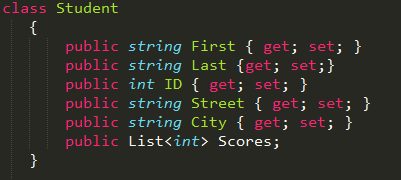 class Student
{
public string First { get; set; }
public string Last {get; set;}
public int ID { get; set; }
public string Street { get; set; }
public string City { get; set; }
public List<int> Scores;
}